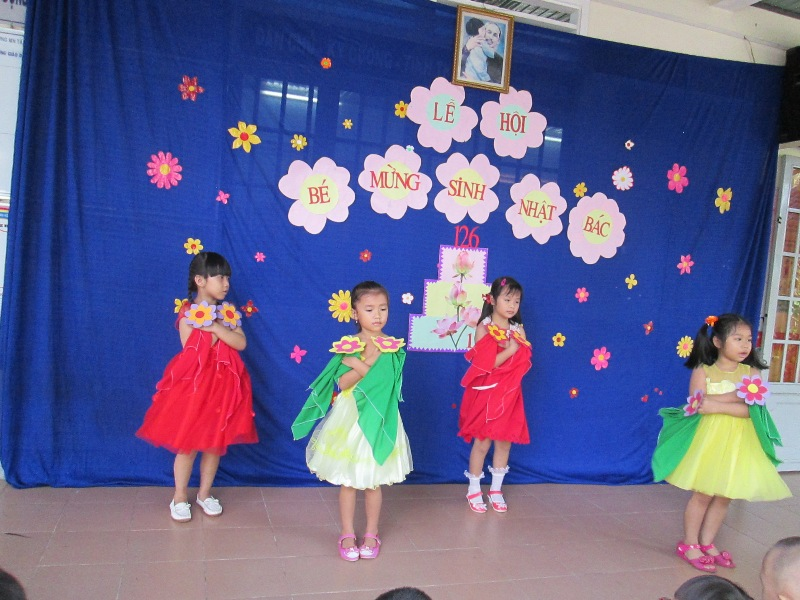 LỄ HỘI
BÉ MỪNG SINH NHẬT BÁC
126